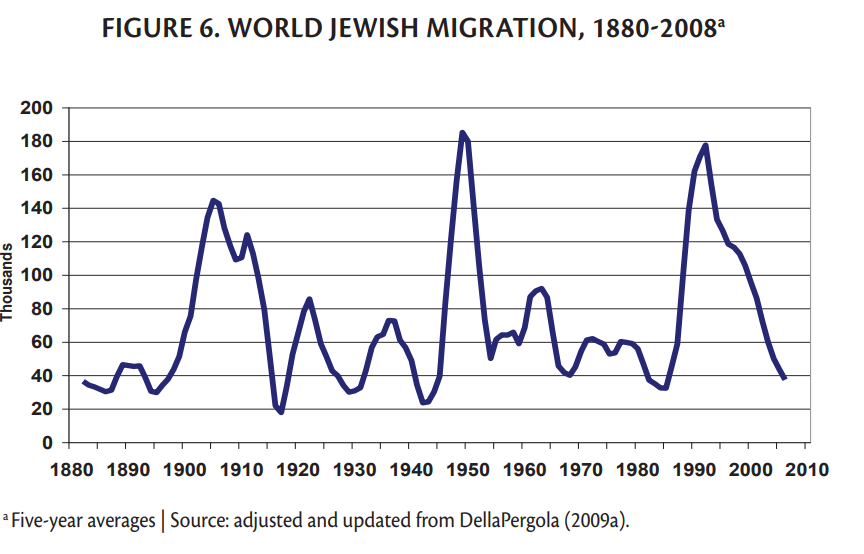 FIGURE 6. WORLD JEWISH MIGRATION, 1880-2008ᵃ
200
180
160
140
120
100
80
60
40
20
0
Thousands
1880 1890 1900 1910 1920 1930 1940 1950 1960 1970 1980 1990 2000 2010
ᵃ Five-year averages | Source: adjusted and updated from DellaPergola (2009a).